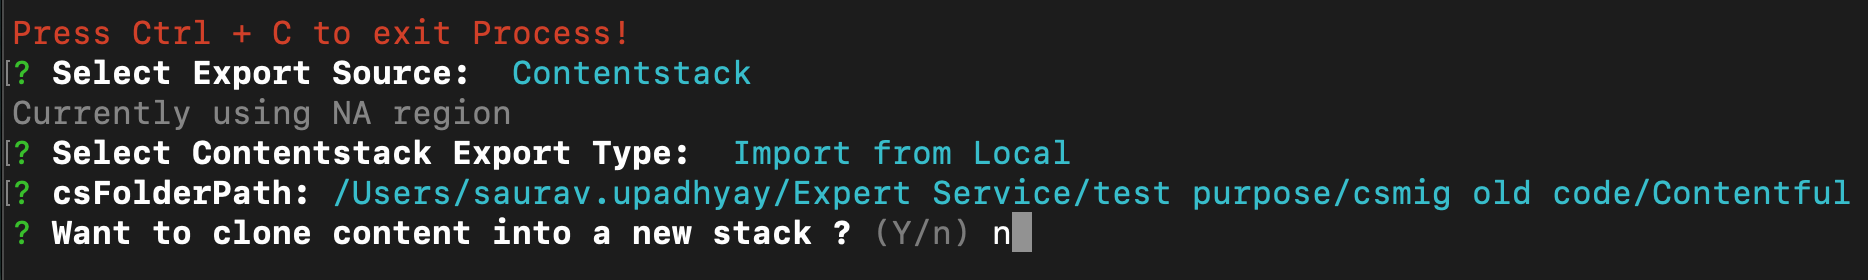 Press Ctrl + C to exit Process!
[? Select Export Source:  Contentstack
Currently using NA region
[? Select Contentstack Export Type:  Import from Local
[? csFolderPath: /Users/saurav.upadhyay/Expert Service/test purpose/csmig old code/Contentful
? Want to clone content into a new stack ? (Y/n) n